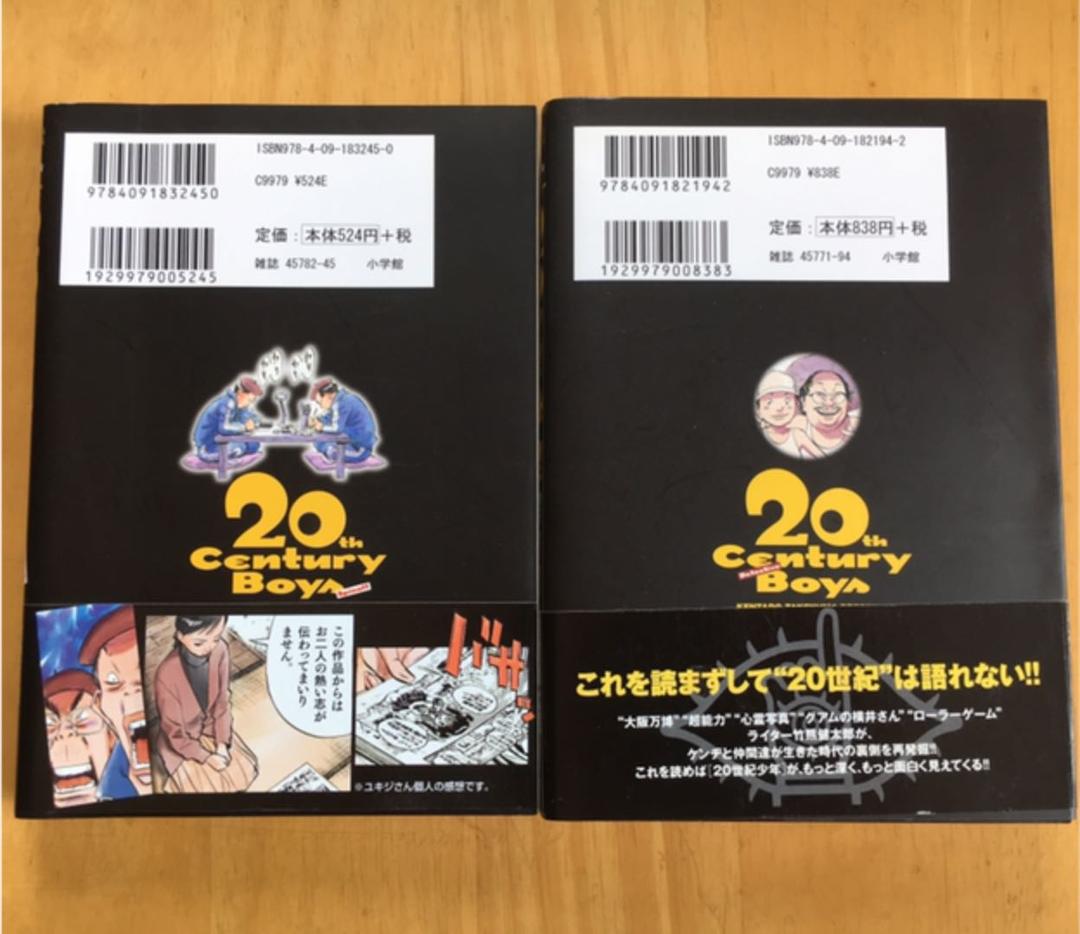 ISBN978-4-09-183245-0
9784091832450
C9979 ¥524E
定価：本体524円＋税
1929979005245
雑誌 45782-45 小学館
20th
Century
Boys
この作品からは
お二人の熱い志が
伝わってまいり
ません。
バサッ
※ユキジさん個人の感想です。
ISBN978-4-09-182194-2
9784091821942
C9979 ¥838E
定価：本体838円＋税
1929979008383
雑誌 45771-94 小学館
20th
Century
Boys
これを読まずして“20世紀”は語れない!!
“大阪万博”“超能力”“心霊写真”“グアムの横井さん”“ローラーゲーム”
ライター竹熊健太郎が、
ケンヂと仲間達が生きた時代の裏側を再発掘!!
これを読めば［20世紀少年］が、もっと深く、もっと面白く見えてくる!!